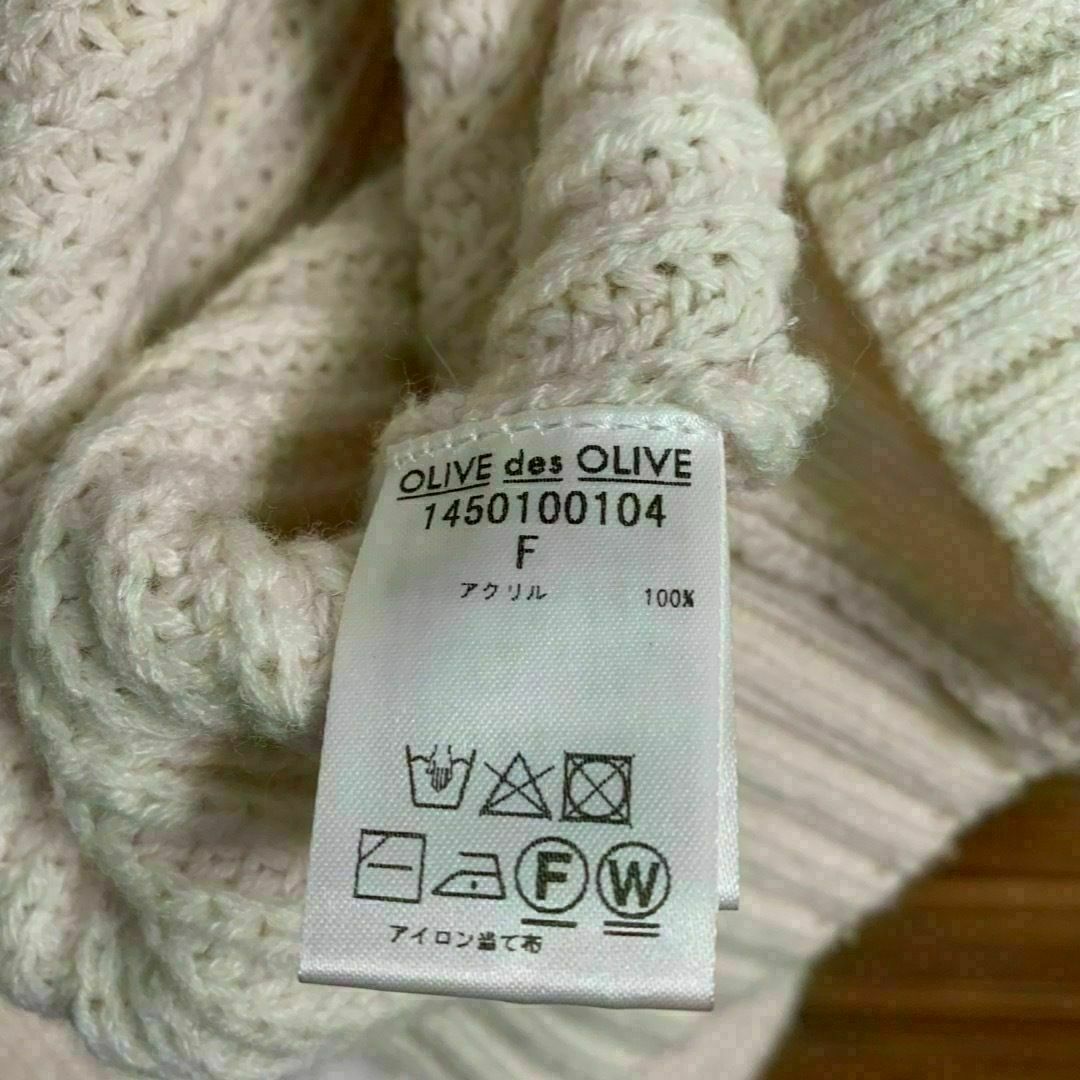 OLIVE des OLIVE
1450100104
F
アクリル 100%
F W
アイロン当て布